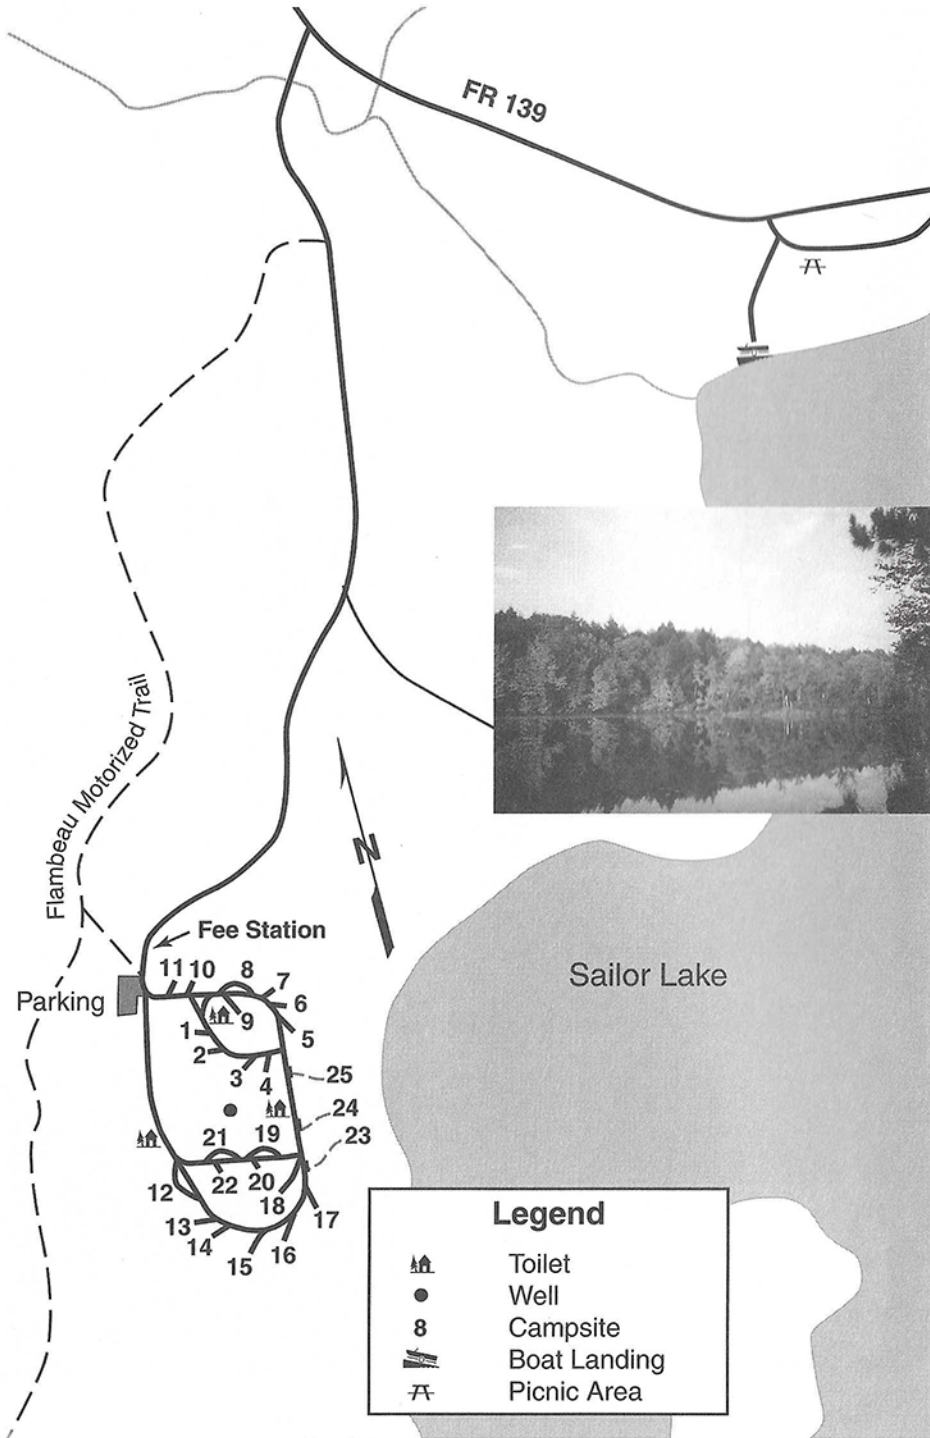 FR 139
Flambeau Motorized Trail
N
Fee Station
Sailor Lake
Parking
11
10
8
7
6
9
1
5
2
3
4
25
24
21
19
23
22
20
18
12
17
13
14
16
15
Legend
Toilet
Well
8 Campsite
Boat Landing
Picnic Area